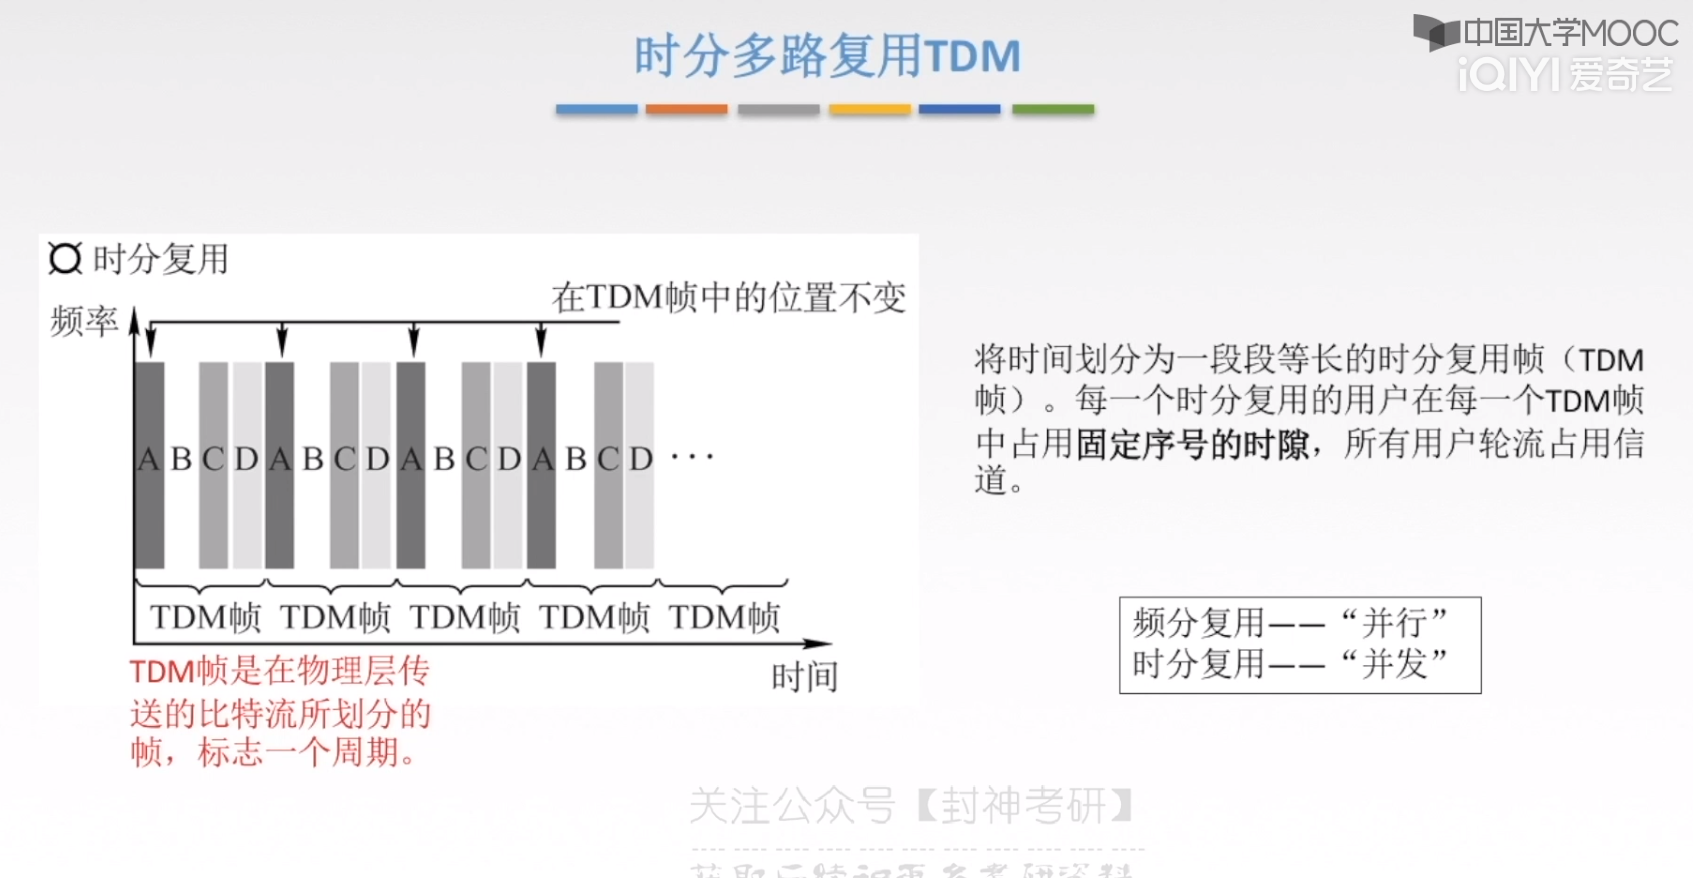 中国大学MOOC
iQIYI 爱奇艺
时分多路复用TDM
¤ 时分复用
频率
在TDM帧中的位置不变
A B C D A B C D A B C D A B C D ···
TDM帧 TDM帧 TDM帧 TDM帧 TDM帧
时间
TDM帧是在物理层传
送的比特流所划分的
帧，标志一个周期。
将时间划分为一段段等长的时分复用帧（TDM
帧）。每一个时分复用的用户在每一个TDM帧
中占用固定序号的时隙，所有用户轮流占用信
道。
频分复用——“并行”
时分复用——“并发”
关注公众号【封神考研】